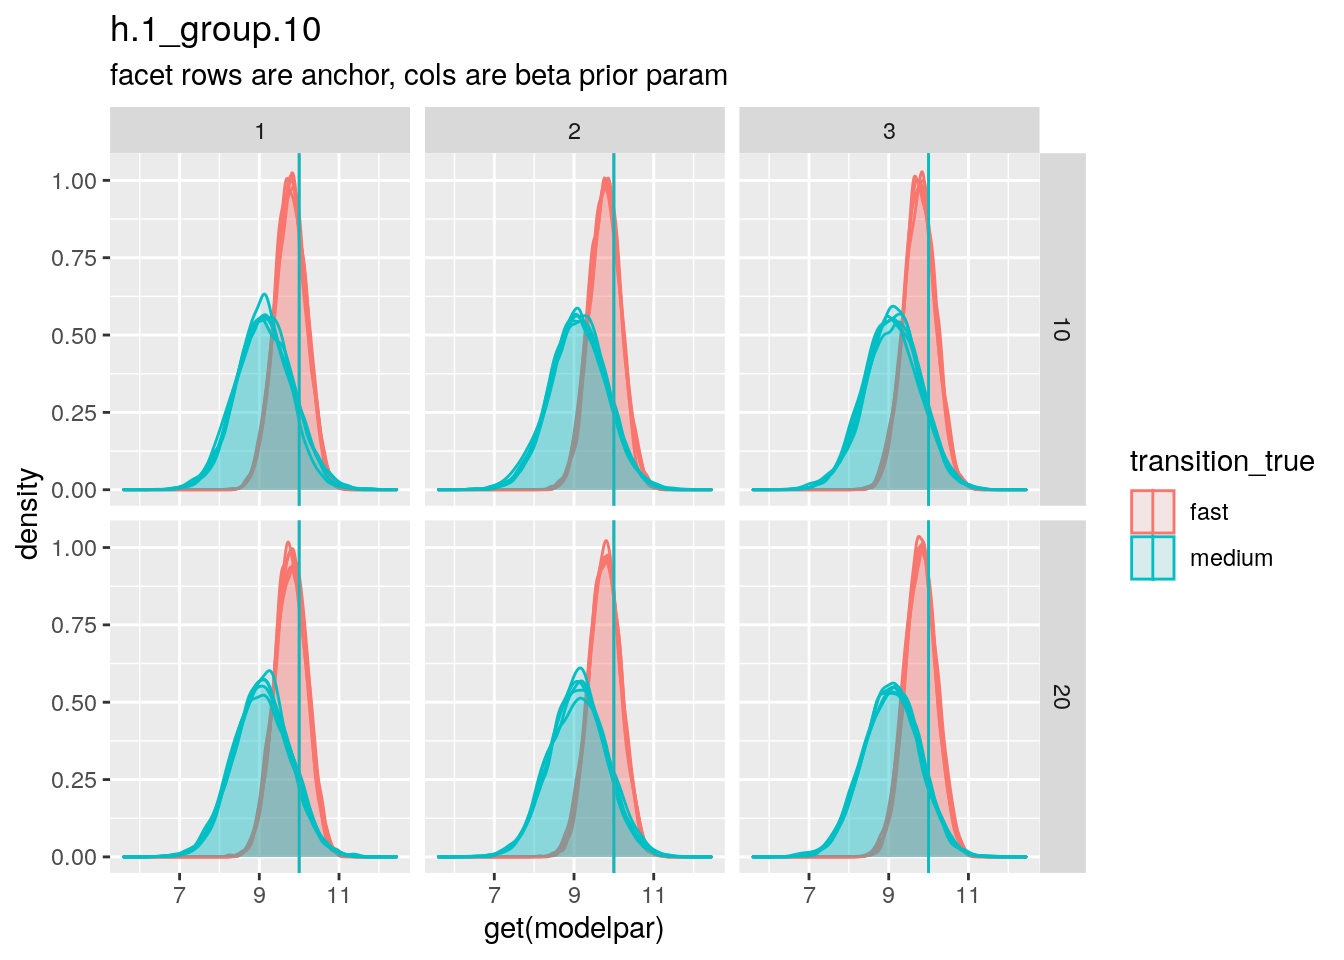 h.1_group.10
facet rows are anchor, cols are beta prior param
1 2 3
1.00
0.75
0.50
0.25
0.00
10
1.00
0.75
0.50
0.25
0.00
20
density
7 9 11 7 9 11 7 9 11
get(modelpar)
transition_true
fast
medium